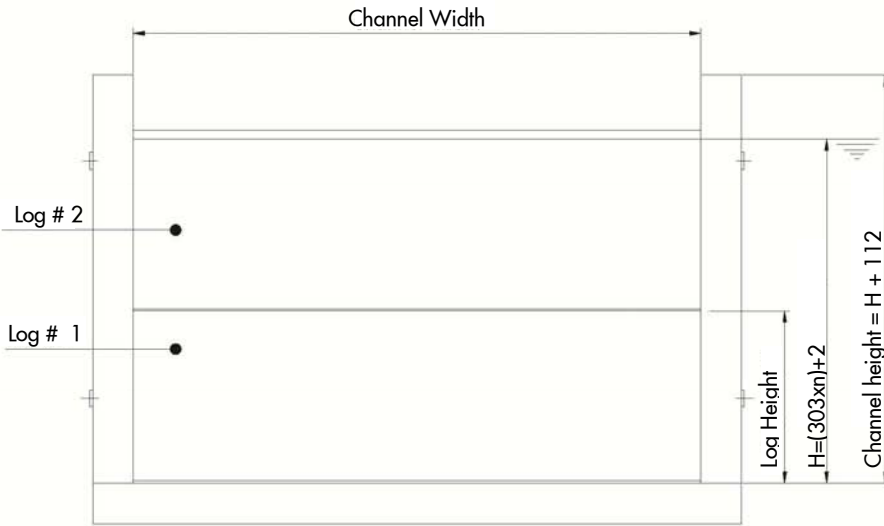 Channel Width
Log # 2
Log # 1
Log Height
H=(303xn)+2
Channel height = H + 112